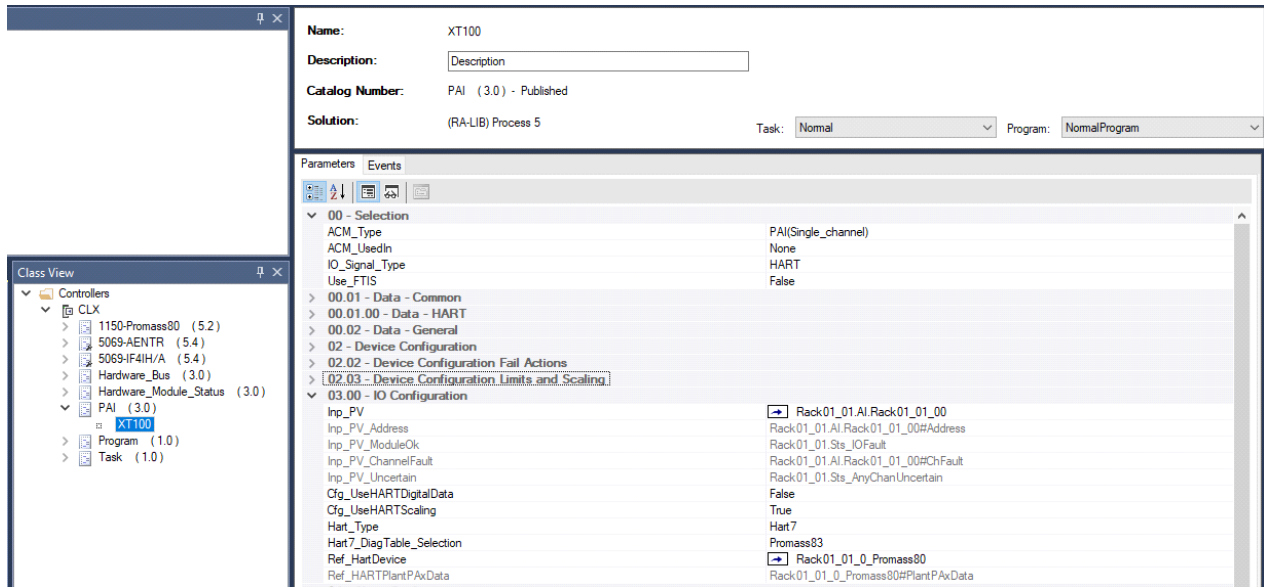 Name: XT100
Description: Description
Catalog Number: PAI (3.0) - Published
Solution: (RA-LIB) Process 5
Task: Normal Program: NormalProgram
Parameters Events
00 - Selection
ACM_Type PAI(Single_channel)
ACM_UsedIn None
IO_Signal_Type HART
Use_FTIS False
00.01 - Data - Common
00.01.00 - Data - HART
00.02 - Data - General
02 - Device Configuration
02.02 - Device Configuration Fail Actions
02.03 - Device Configuration Limits and Scaling
03.00 - IO Configuration
Inp_PV Rack01_01.AI.Rack01_01_00
Inp_PV_Address Rack01_01.AI.Rack01_01_00#Address
Inp_PV_ModuleOk Rack01_01.Sts_IOFault
Inp_PV_ChannelFault Rack01_01.AI.Rack01_01_00#ChFault
Inp_PV_Uncertain Rack01_01.Sts_AnyChanUncertain
Cfg_UseHARTDigitalData False
Cfg_UseHARTScaling True
Hart_Type Hart7
Hart7_DiagTable_Selection Promass83
Ref_HartDevice Rack01_01_0_Promass80
Ref_HARTPlantPAxData Rack01_01_0_Promass80#PlantPAxData
Class View
Controllers
CLX
1150-Promass80 (5.2)
5069-AENTR (5.4)
5069-IF4IH/A (5.4)
Hardware_Bus (3.0)
Hardware_Module_Status (3.0)
PAI (3.0)
XT100
Program (1.0)
Task (1.0)